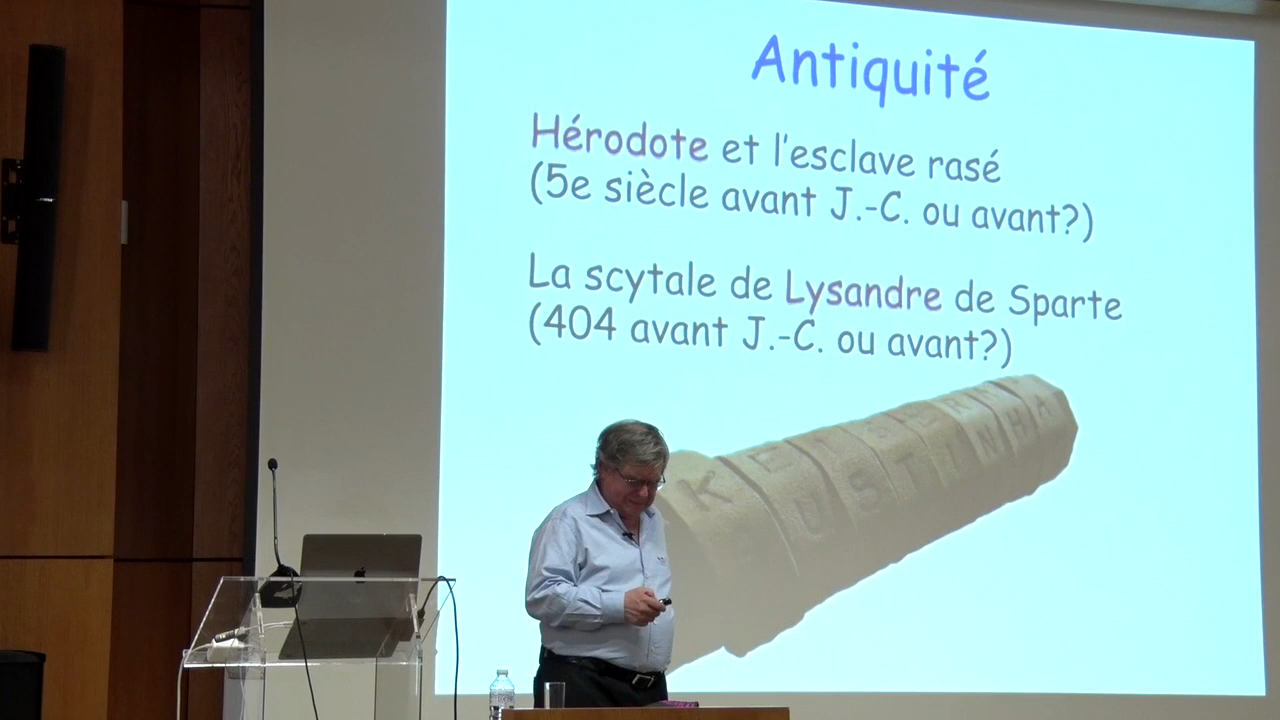 Antiquité
Hérodote et l'esclave rasé
(5e siècle avant J.-C. ou avant?)
La scytale de Lysandre de Sparte
(404 avant J.-C. ou avant?)